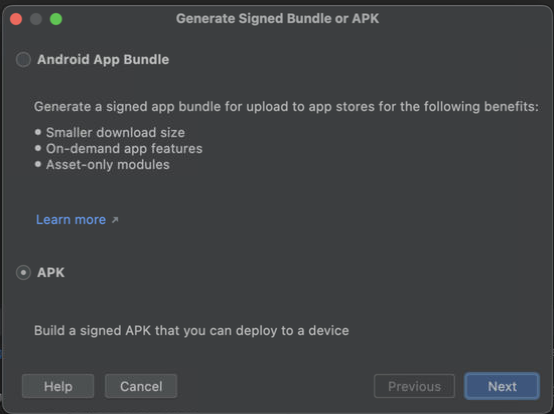 Generate Signed Bundle or APK
Android App Bundle
Generate a signed app bundle for upload to app stores for the following benefits:
• Smaller download size
• On-demand app features
• Asset-only modules
Learn more ↗
APK
Build a signed APK that you can deploy to a device
Help Cancel Previous Next